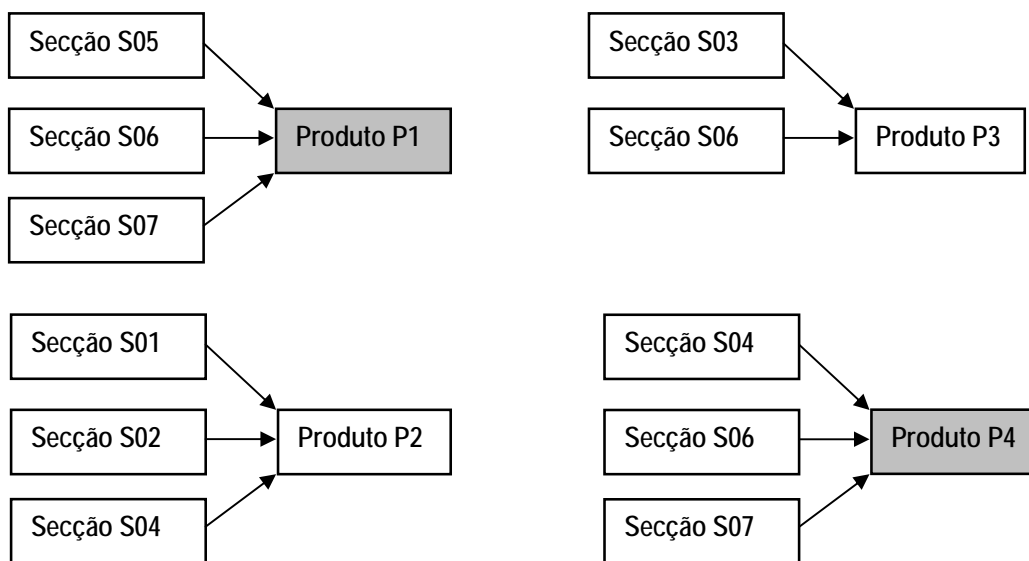 Secção S05
Secção S06
Produto P1
Secção S07
Secção S03
Secção S06
Produto P3
Secção S01
Secção S02
Produto P2
Secção S04
Secção S04
Secção S06
Produto P4
Secção S07